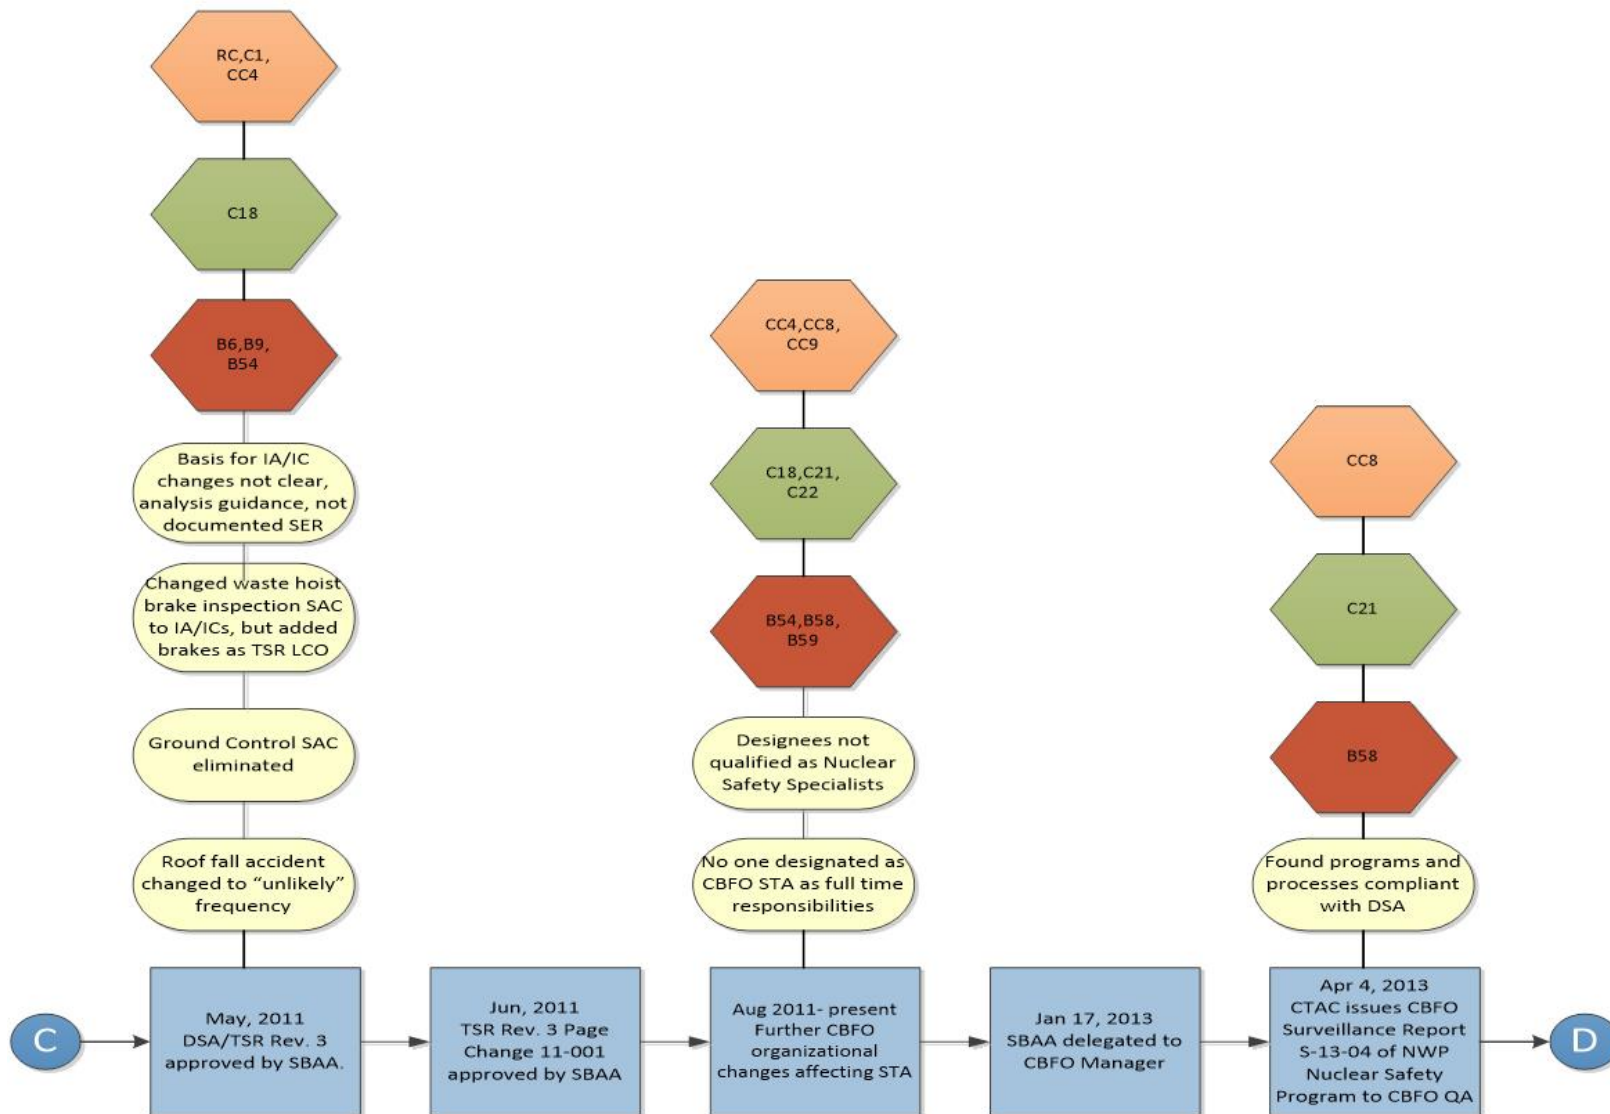 RC,C1,
CC4
C18
B6,B9,
B54
Basis for IA/IC
changes not clear,
analysis guidance, not
documented SER
Changed waste hoist
brake inspection SAC
to IA/ICs, but added
brakes as TSR LCO
Ground Control SAC
eliminated
Roof fall accident
changed to “unlikely”
frequency
CC4,CC8,
CC9
C18,C21,
C22
B54,B58,
B59
Designees not
qualified as Nuclear
Safety Specialists
No one designated as
CBFO STA as full time
responsibilities
CC8
C21
B58
Found programs and
processes compliant
with DSA
C
May, 2011
DSA/TSR Rev. 3
approved by SBAA.
Jun, 2011
TSR Rev. 3 Page
Change 11-001
approved by SBAA
Aug 2011- present
Further CBFO
organizational
changes affecting STA
Jan 17, 2013
SBAA delegated to
CBFO Manager
Apr 4, 2013
CTAC issues CBFO
Surveillance Report
S-13-04 of NWP
Nuclear Safety
Program to CBFO QA
D